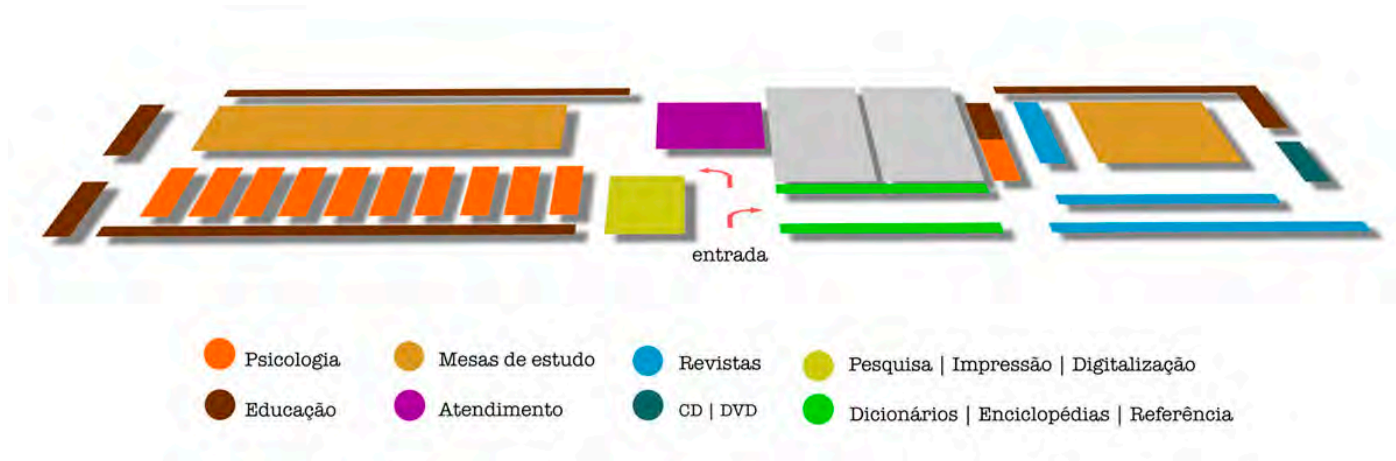 entrada
Psicologia
Mesas de estudo
Revistas
Pesquisa | Impressão | Digitalização
Educação
Atendimento
CD | DVD
Dicionários | Enciclopédias | Referência